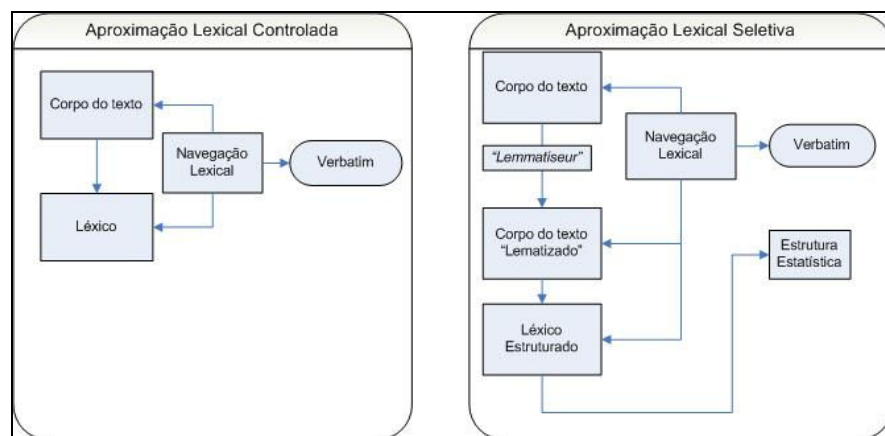 Aproximação Lexical Controlada
Corpo do texto
Navegação
Lexical
Verbatim
Léxico
Aproximação Lexical Seletiva
Corpo do texto
Navegação
Lexical
Verbatim
“Lemmatiseur”
Corpo do texto
“Lematizado”
Estrutura
Estatística
Léxico
Estruturado